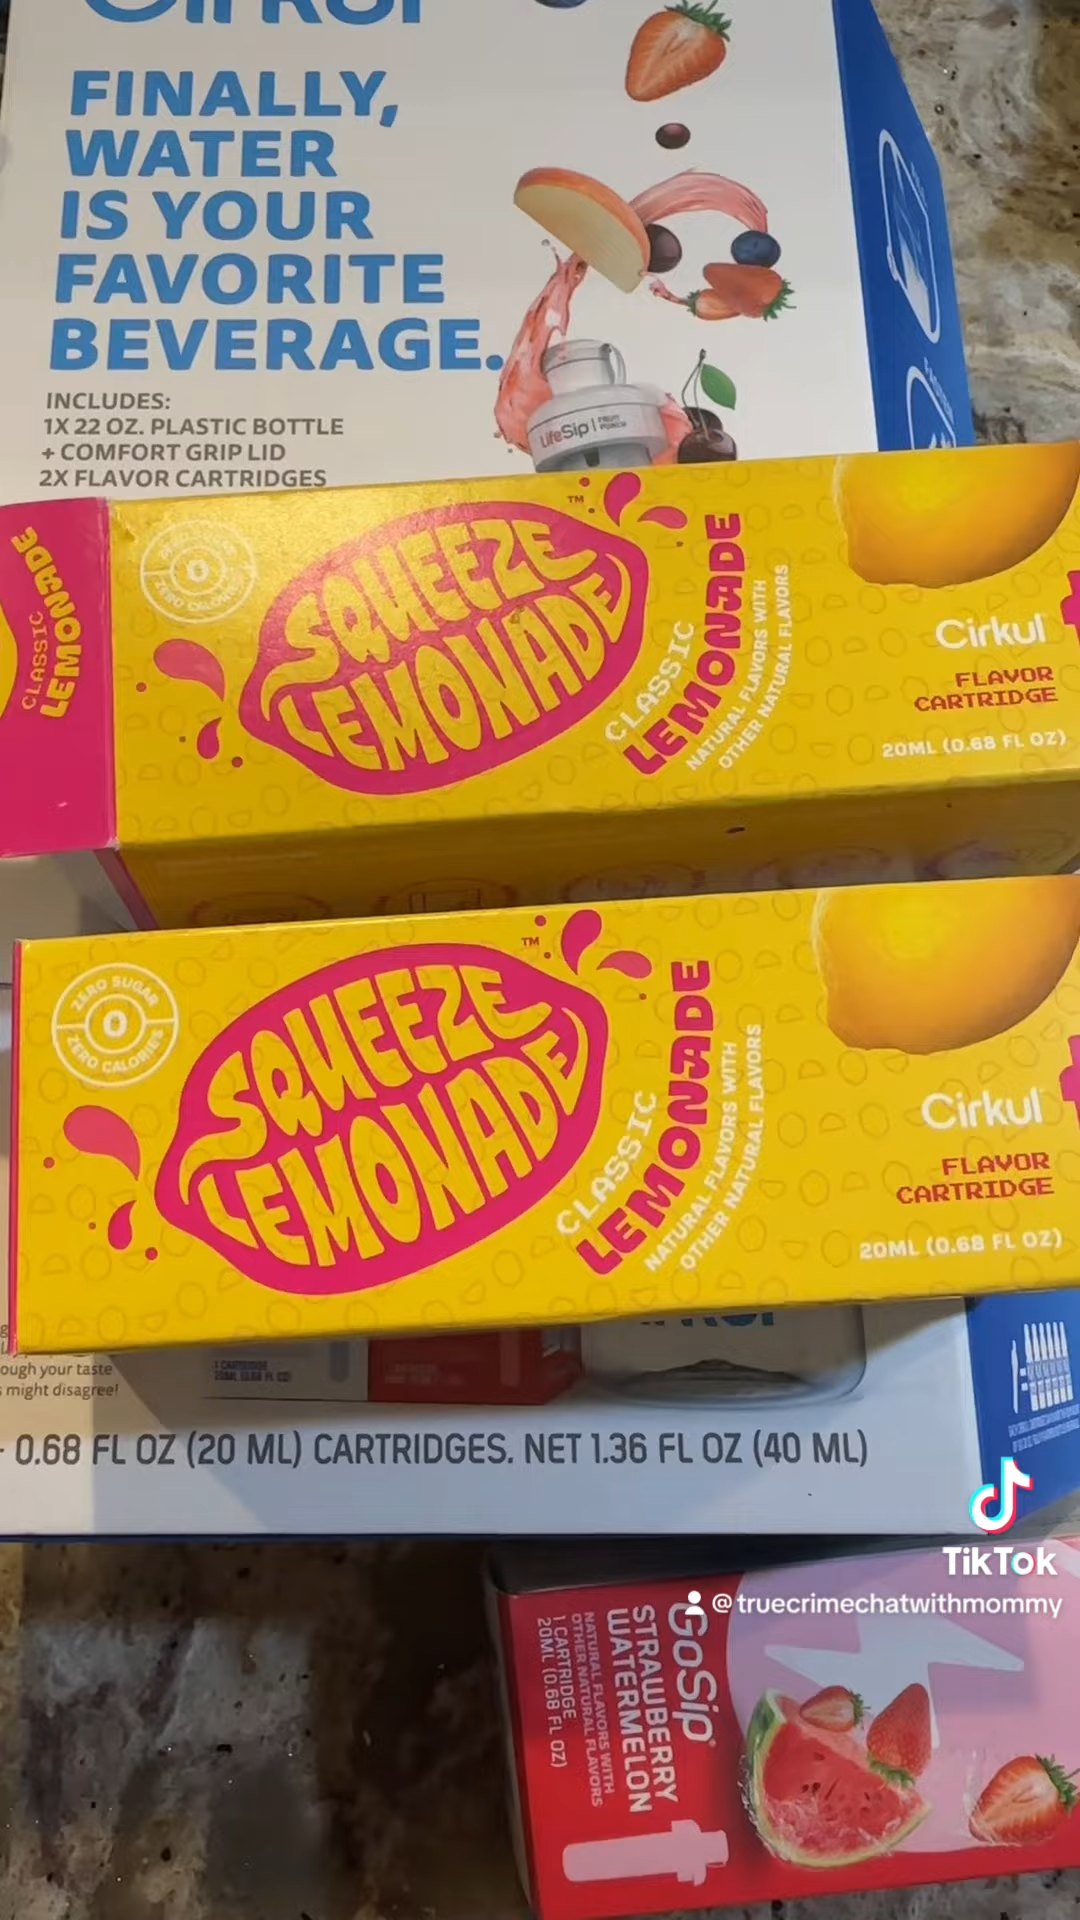 Cirkul
FINALLY,
WATER
IS YOUR
FAVORITE
BEVERAGE.
INCLUDES:
1X 22 OZ. PLASTIC BOTTLE
+ COMFORT GRIP LID
2X FLAVOR CARTRIDGES
LifeSip | FRUIT
PUNCH
CLASSIC
LEMONADE
0
ZERO CALORIES
SQUEEZE
LEMONADE
™
CLASSIC
LEMONADE
NATURAL FLAVORS WITH
OTHER NATURAL FLAVORS
Cirkul
FLAVOR
CARTRIDGE
20ML (0.68 FL OZ)
ZERO SUGAR
0
ZERO CALORIES
SQUEEZE
LEMONADE
™
CLASSIC
LEMONADE
NATURAL FLAVORS WITH
OTHER NATURAL FLAVORS
Cirkul
FLAVOR
CARTRIDGE
20ML (0.68 FL OZ)
ough your taste
s might disagree!
1 CARTRIDGE
20ML (0.68 FL OZ)
0.68 FL OZ (20 ML) CARTRIDGES. NET 1.36 FL OZ (40 ML)
TikTok
@truecrimechatwithmommy
GoSip®
STRAWBERRY
WATERMELON
NATURAL FLAVORS WITH
OTHER NATURAL FLAVORS
1 CARTRIDGE
20ML (0.68 FL OZ)